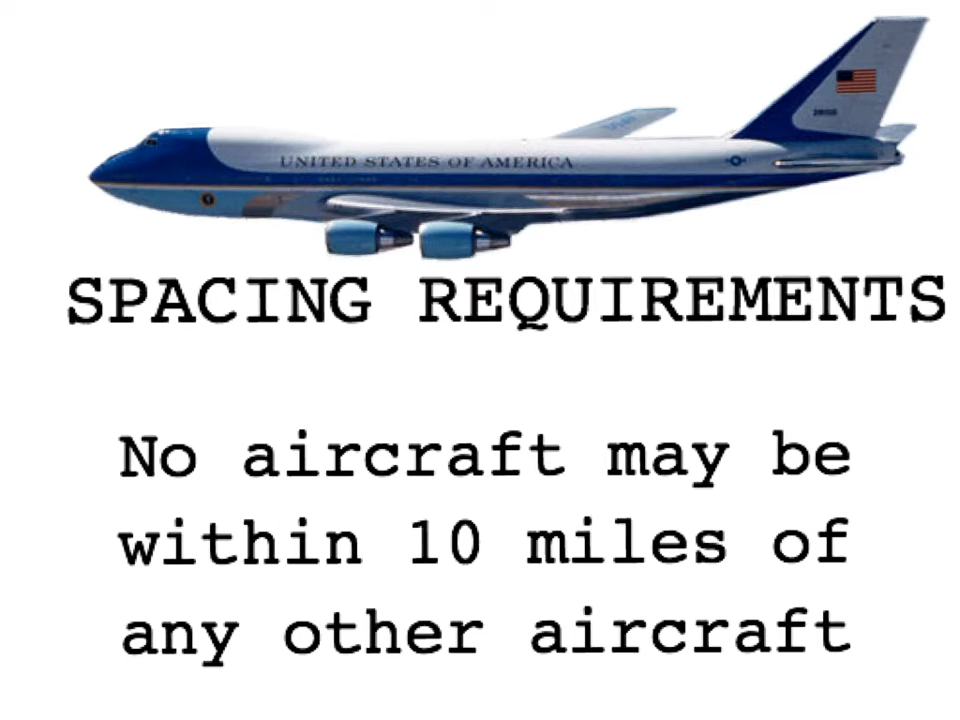 UNITED STATES OF AMERICA
SPACING REQUIREMENTS
No aircraft may be
within 10 miles of
any other aircraft